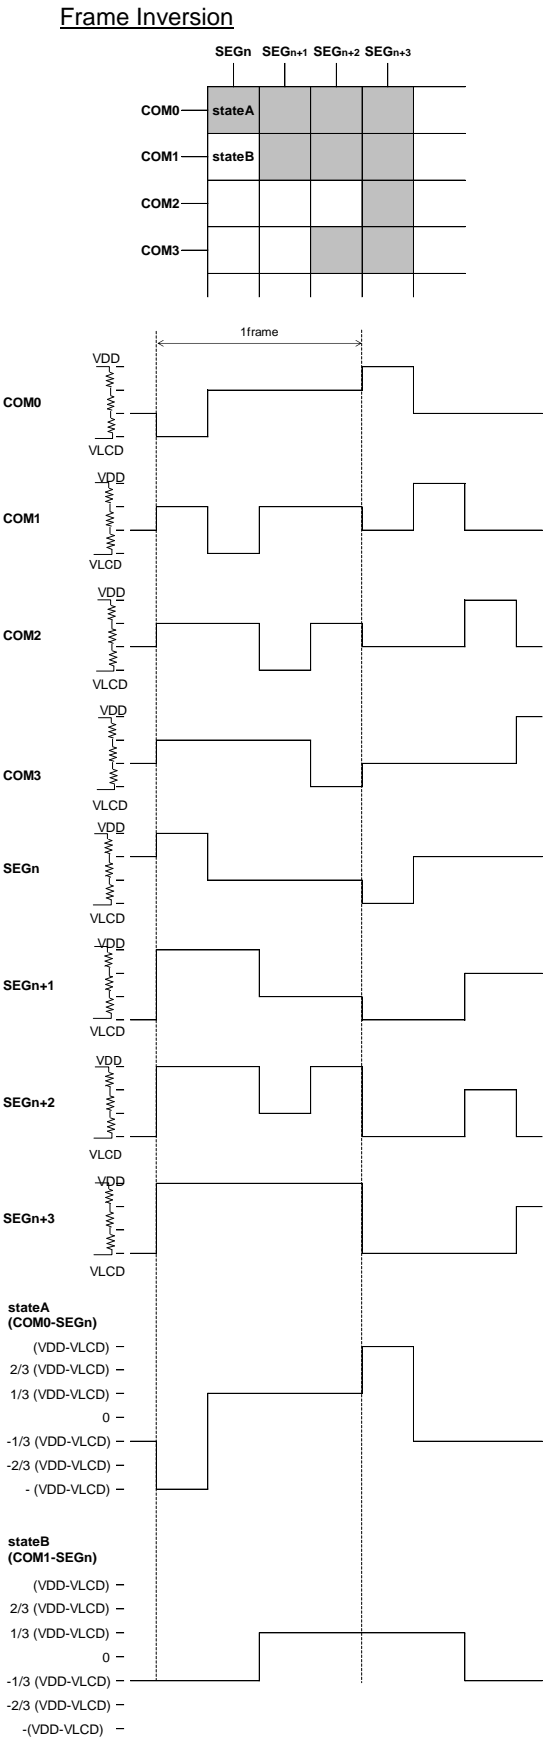 Frame Inversion
SEGn SEGn+1 SEGn+2 SEGn+3
COM0 stateA
COM1 stateB
COM2
COM3
1frame
VDD
COM0
VLCD
VDD
COM1
VLCD
VDD
COM2
VLCD
VDD
COM3
VLCD
VDD
SEGn
VLCD
VDD
SEGn+1
VLCD
VDD
SEGn+2
VLCD
VDD
SEGn+3
VLCD
stateA
(COM0-SEGn)
(VDD-VLCD)
2/3 (VDD-VLCD)
1/3 (VDD-VLCD)
0
-1/3 (VDD-VLCD)
-2/3 (VDD-VLCD)
- (VDD-VLCD)
stateB
(COM1-SEGn)
(VDD-VLCD)
2/3 (VDD-VLCD)
1/3 (VDD-VLCD)
0
-1/3 (VDD-VLCD)
-2/3 (VDD-VLCD)
-(VDD-VLCD)